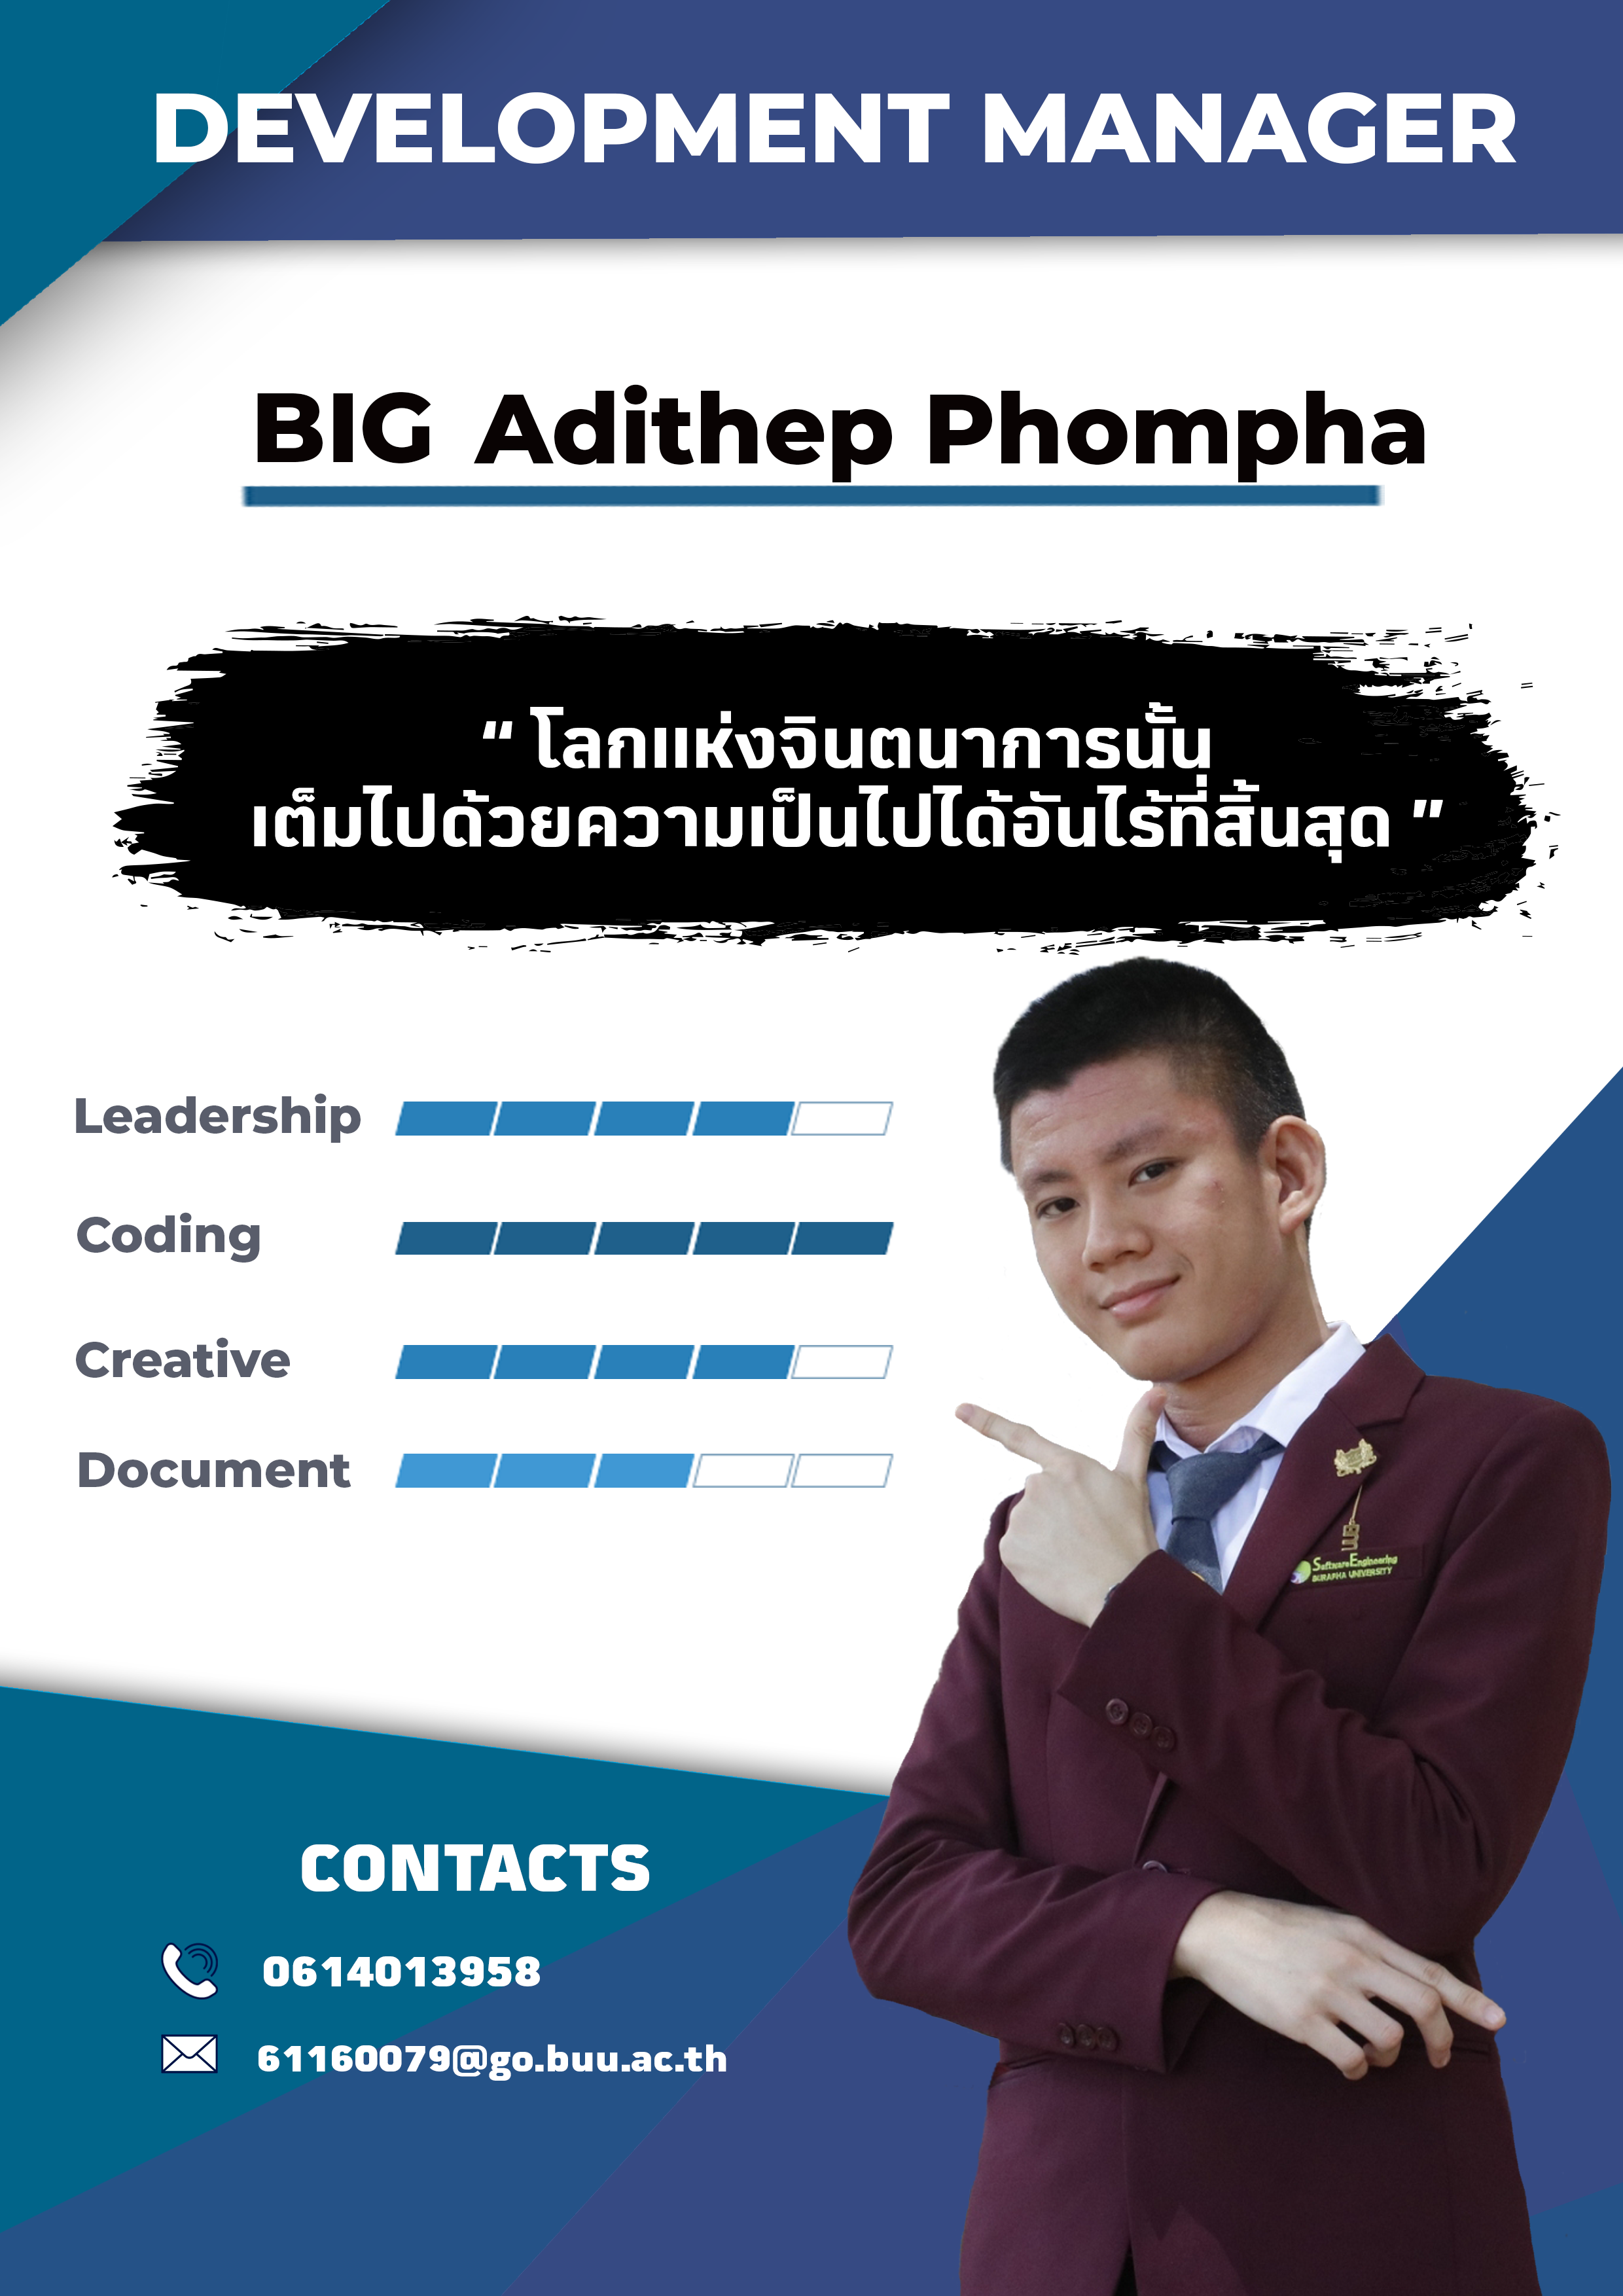 DEVELOPMENT MANAGER
BIG Adithep Phompha
“ โลกแห่งจินตนาการนั้น
เต็มไปด้วยความเป็นไปได้อันไร้ที่สิ้นสุด ”
Leadership
Coding
Creative
Document
Software Engineering
BURAPHA UNIVERSITY
CONTACTS
0614013958
61160079@go.buu.ac.th